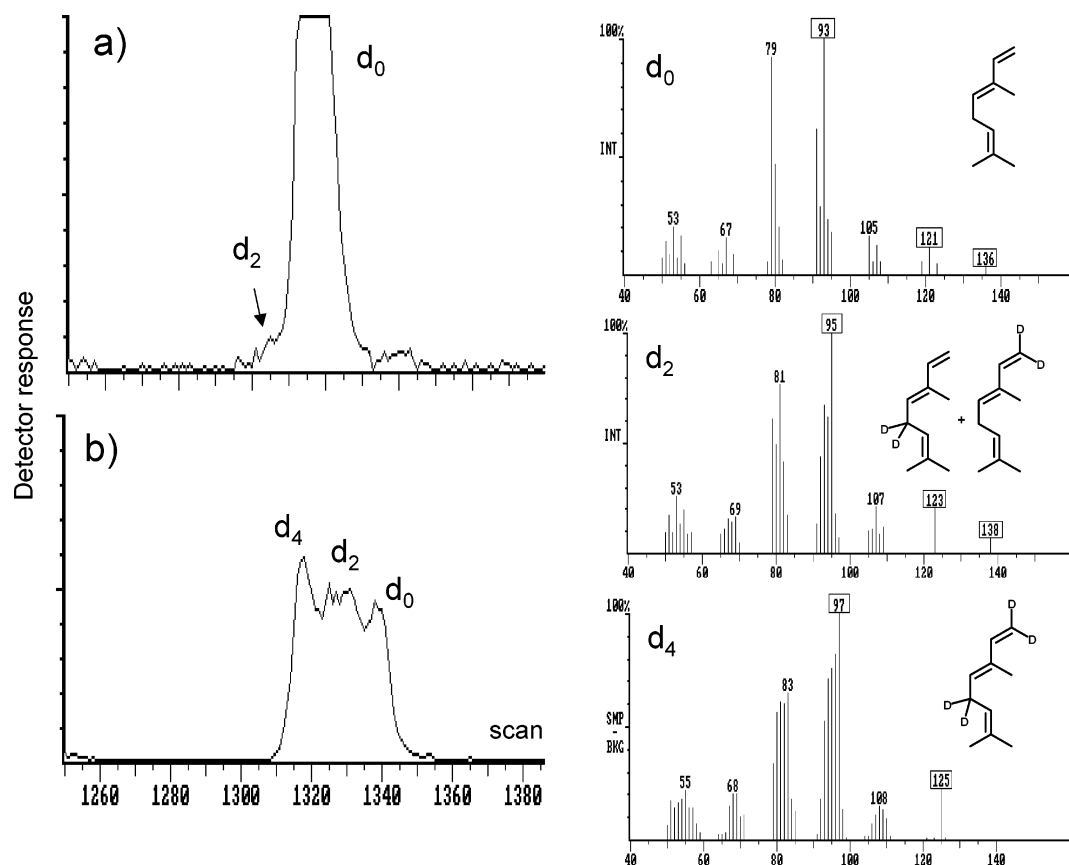 a)
d0
d2
Detector response
b)
d4
d2
d0
scan
1260 1280 1300 1320 1340 1360 1380
100%
d0
INT
53
67
79
93
105
121
136
40 60 80 100 120 140
100%
d2
INT
53
69
81
95
107
123
138
D
D
+
D
D
40 60 80 100 120 140
100%
d4
SMP
-
BKG
55
68
83
97
108
125
D
D
D
D
40 60 80 100 120 140